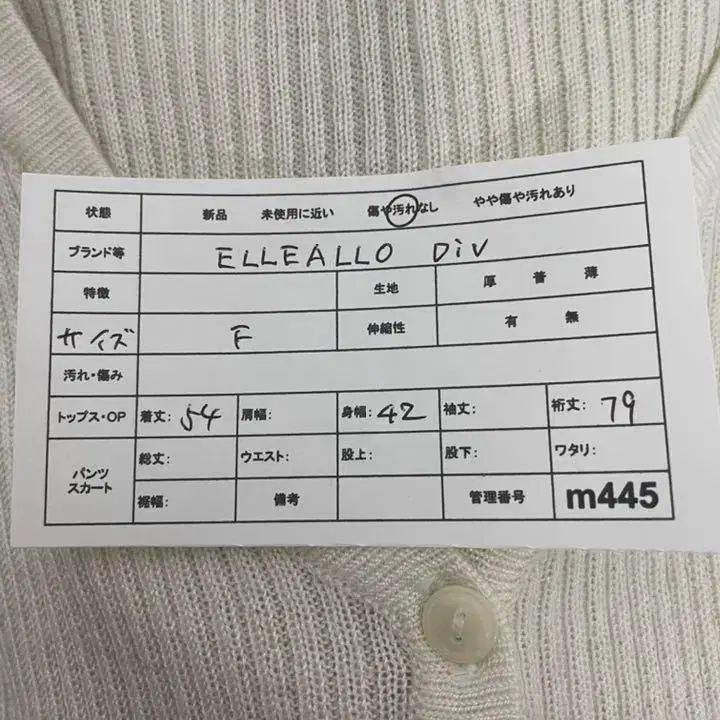 状態 新品 未使用に近い 傷や汚れなし やや傷や汚れあり
ブランド等 ELLEALLO DiV
特徴 生地 厚 普 薄
サイズ F 伸縮性 有 無
汚れ・傷み
トップス・OP 着丈: 54 肩幅: 身幅: 42 袖丈: 裄丈: 79
パンツ
スカート
総丈: ウエスト: 股上: 股下: ワタリ:
裾幅: 備考 管理番号 m445